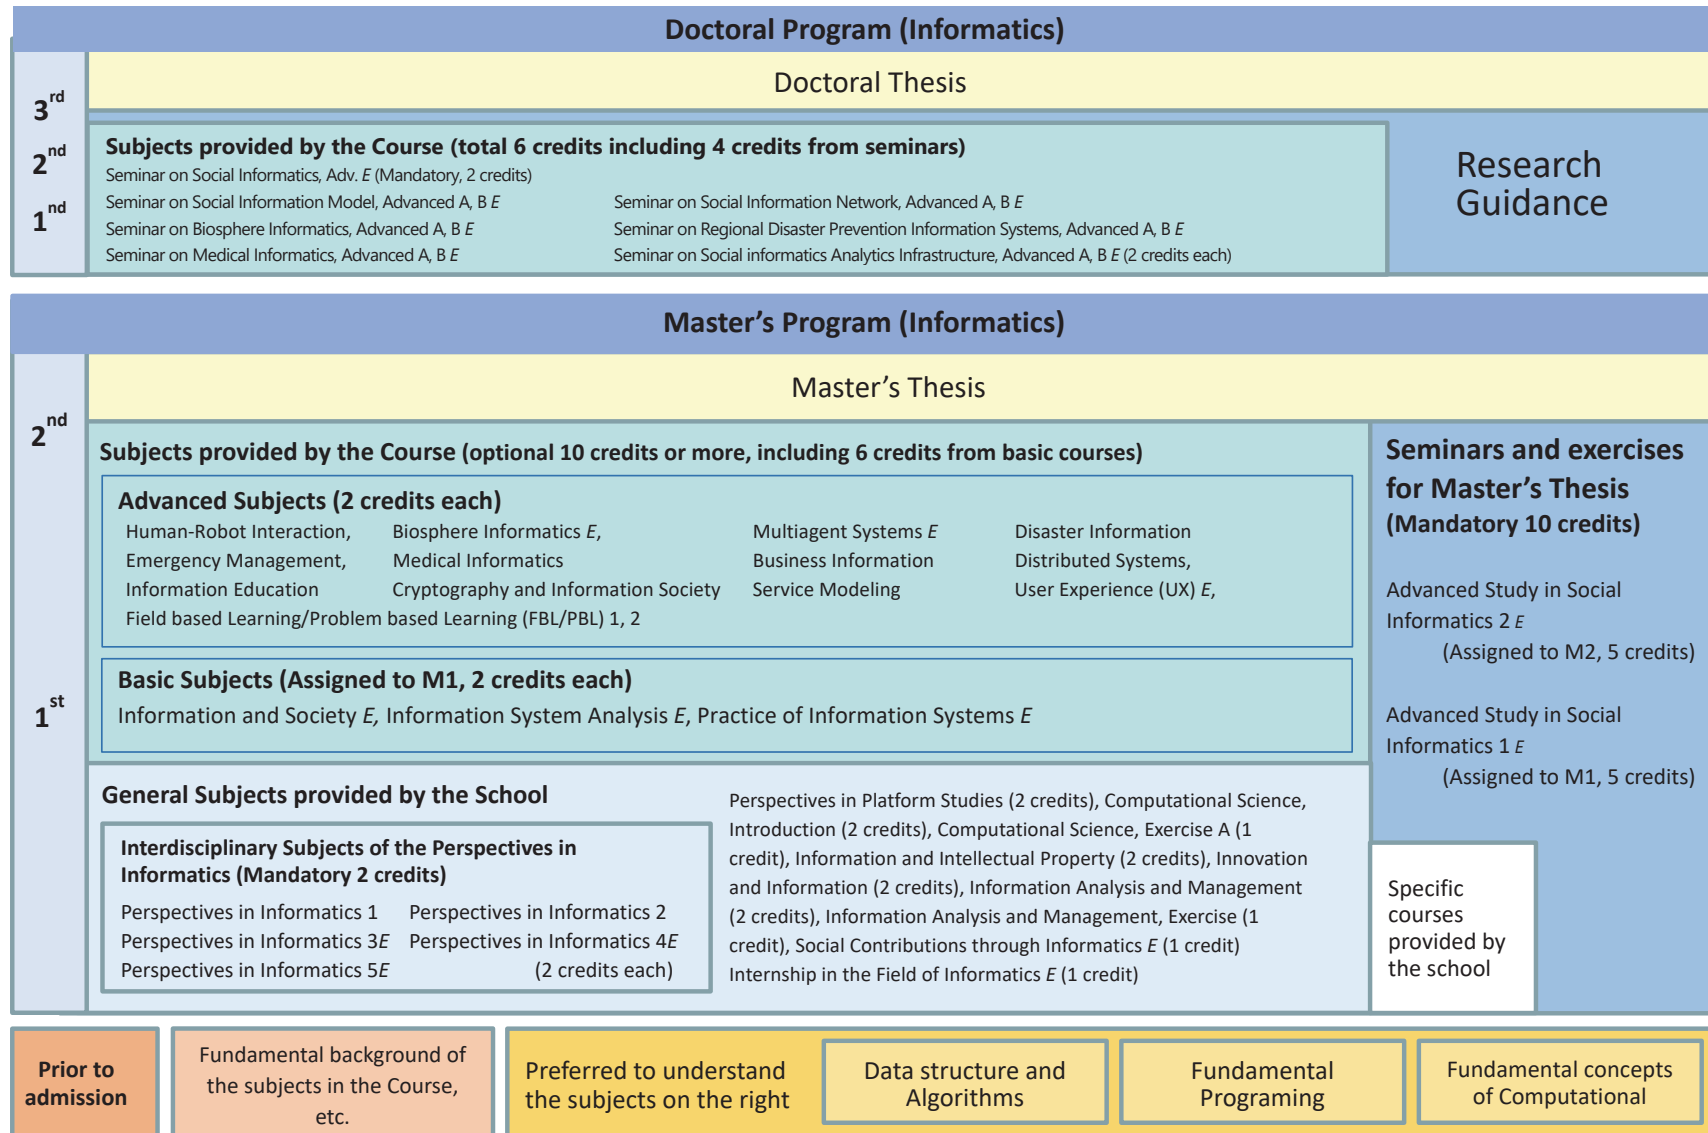 Doctoral Program (Informatics)
Doctoral Thesis
3rd
2nd
1nd
Subjects provided by the Course (total 6 credits including 4 credits from seminars)
Seminar on Social Informatics, Adv. E (Mandatory, 2 credits)
Seminar on Social Information Model, Advanced A, B E
Seminar on Social Information Network, Advanced A, B E
Seminar on Biosphere Informatics, Advanced A, B E
Seminar on Regional Disaster Prevention Information Systems, Advanced A, B E
Seminar on Medical Informatics, Advanced A, B E
Seminar on Social informatics Analytics Infrastructure, Advanced A, B E (2 credits each)
Research
Guidance
Master's Program (Informatics)
Master's Thesis
2nd
1st
Subjects provided by the Course (optional 10 credits or more, including 6 credits from basic courses)
Advanced Subjects (2 credits each)
Human-Robot Interaction,
Biosphere Informatics E,
Multiagent Systems E
Disaster Information
Emergency Management,
Medical Informatics
Business Information
Distributed Systems,
Information Education
Cryptography and Information Society
Service Modeling
User Experience (UX) E,
Field based Learning/Problem based Learning (FBL/PBL) 1, 2
Basic Subjects (Assigned to M1, 2 credits each)
Information and Society E, Information System Analysis E, Practice of Information Systems E
Seminars and exercises
for Master's Thesis
(Mandatory 10 credits)
Advanced Study in Social
Informatics 2 E
(Assigned to M2, 5 credits)
Advanced Study in Social
Informatics 1 E
(Assigned to M1, 5 credits)
General Subjects provided by the School
Interdisciplinary Subjects of the Perspectives in
Informatics (Mandatory 2 credits)
Perspectives in Informatics 1
Perspectives in Informatics 2
Perspectives in Informatics 3E
Perspectives in Informatics 4E
Perspectives in Informatics 5E
(2 credits each)
Perspectives in Platform Studies (2 credits), Computational Science,
Introduction (2 credits), Computational Science, Exercise A (1
credit), Information and Intellectual Property (2 credits), Innovation
and Information (2 credits), Information Analysis and Management
(2 credits), Information Analysis and Management, Exercise (1
credit), Social Contributions through Informatics E (1 credit)
Internship in the Field of Informatics E (1 credit)
Specific
courses
provided by
the school
Prior to
admission
Fundamental background of
the subjects in the Course,
etc.
Preferred to understand
the subjects on the right
Data structure and
Algorithms
Fundamental
Programing
Fundamental concepts
of Computational